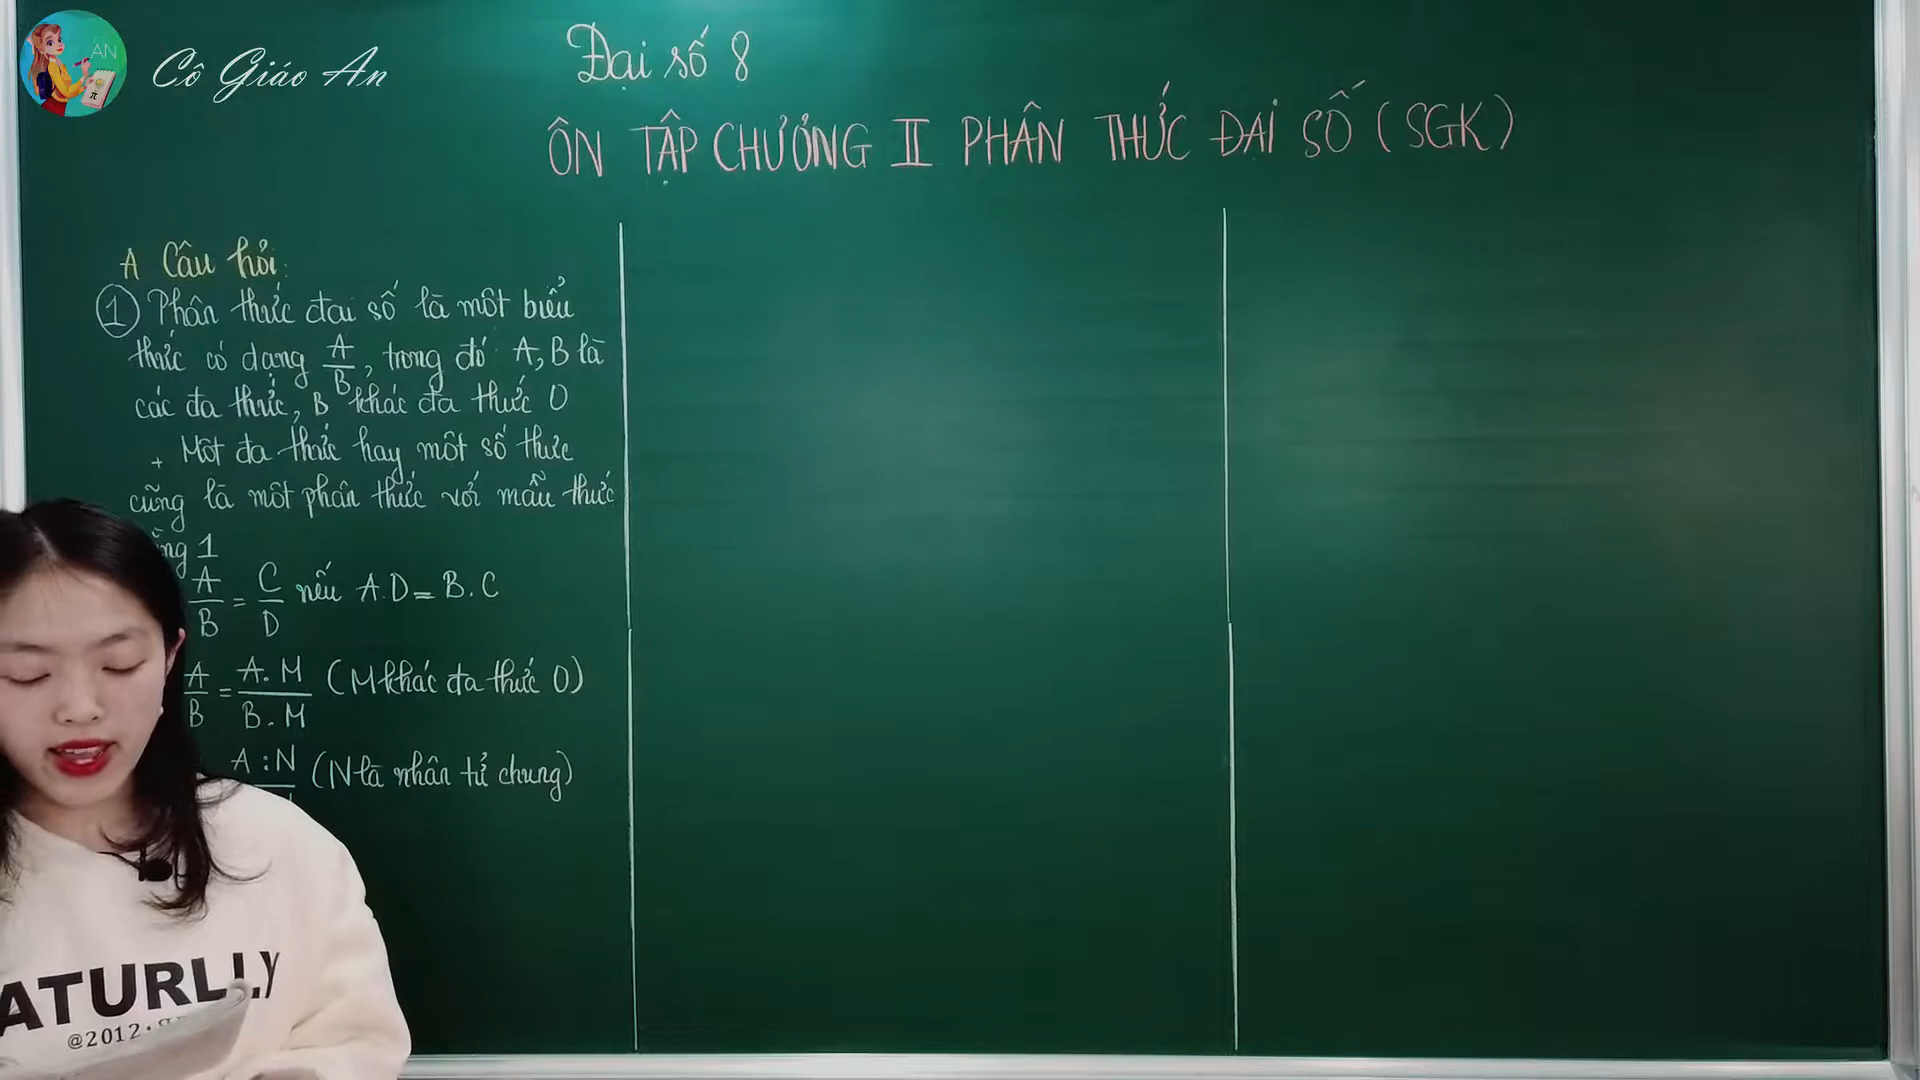 ÂN
Cô Giáo An
Đại số 8
ÔN TẬP CHƯƠNG II PHÂN THỨC ĐẠI SỐ (SGK)
A Câu hỏi:
① Phân thức đại số là một biểu
thức có dạng A/B, trong đó A, B là
các đa thức, B khác đa thức 0
+ Một đa thức hay một số thực
cũng là một phân thức với mẫu thức
ng 1
A/B = C/D nếu A.D = B.C
A/B = A.M/B.M (M khác đa thức 0)
A:N (N là nhân tử chung)
ATURLLY
@2012